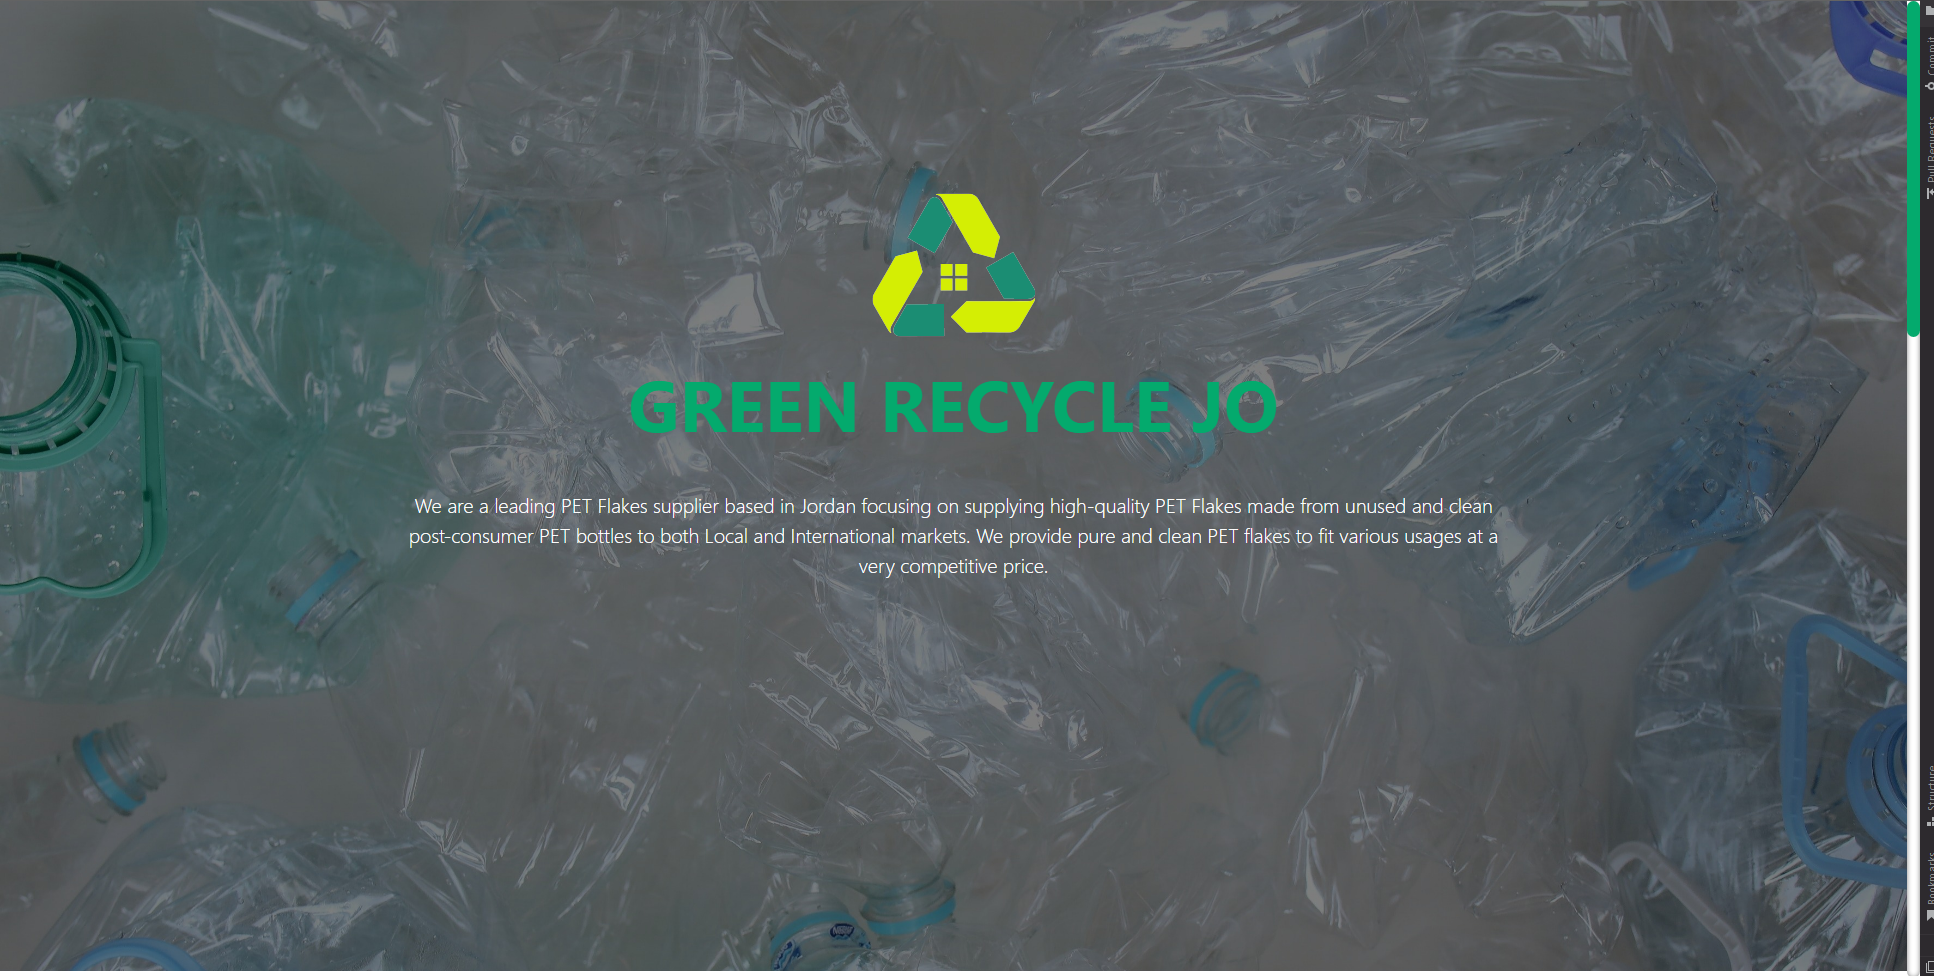 GREEN RECYCLE JO
We are a leading PET Flakes supplier based in Jordan focusing on supplying high-quality PET Flakes made from unused and clean
post-consumer PET bottles to both Local and International markets. We provide pure and clean PET flakes to fit various usages at a
very competitive price.
Commit
Pull Requests
Structure
Bookmarks